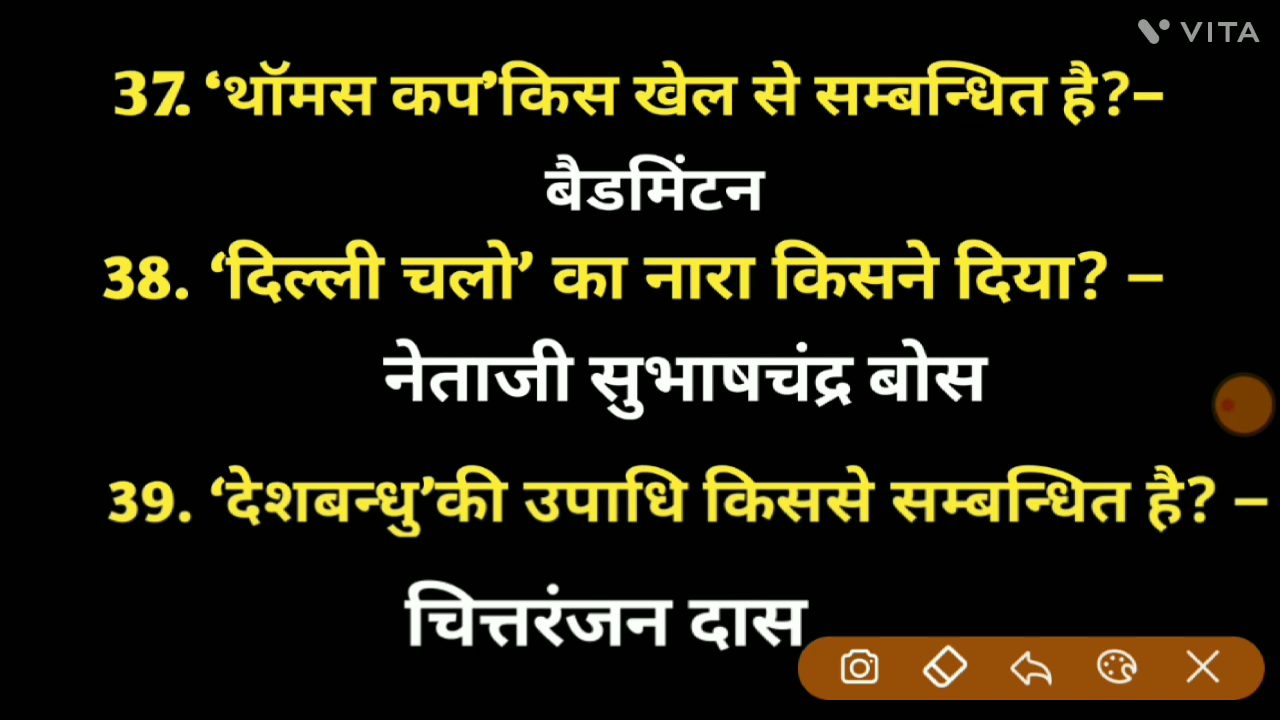 VITA
37. ‘थॉमस कप’किस खेल से सम्बन्धित है?–
बैडमिंटन
38. ‘दिल्ली चलो’ का नारा किसने दिया? –
नेताजी सुभाषचंद्र बोस
39. ‘देशबन्धु’की उपाधि किससे सम्बन्धित है? –
चित्तरंजन दास